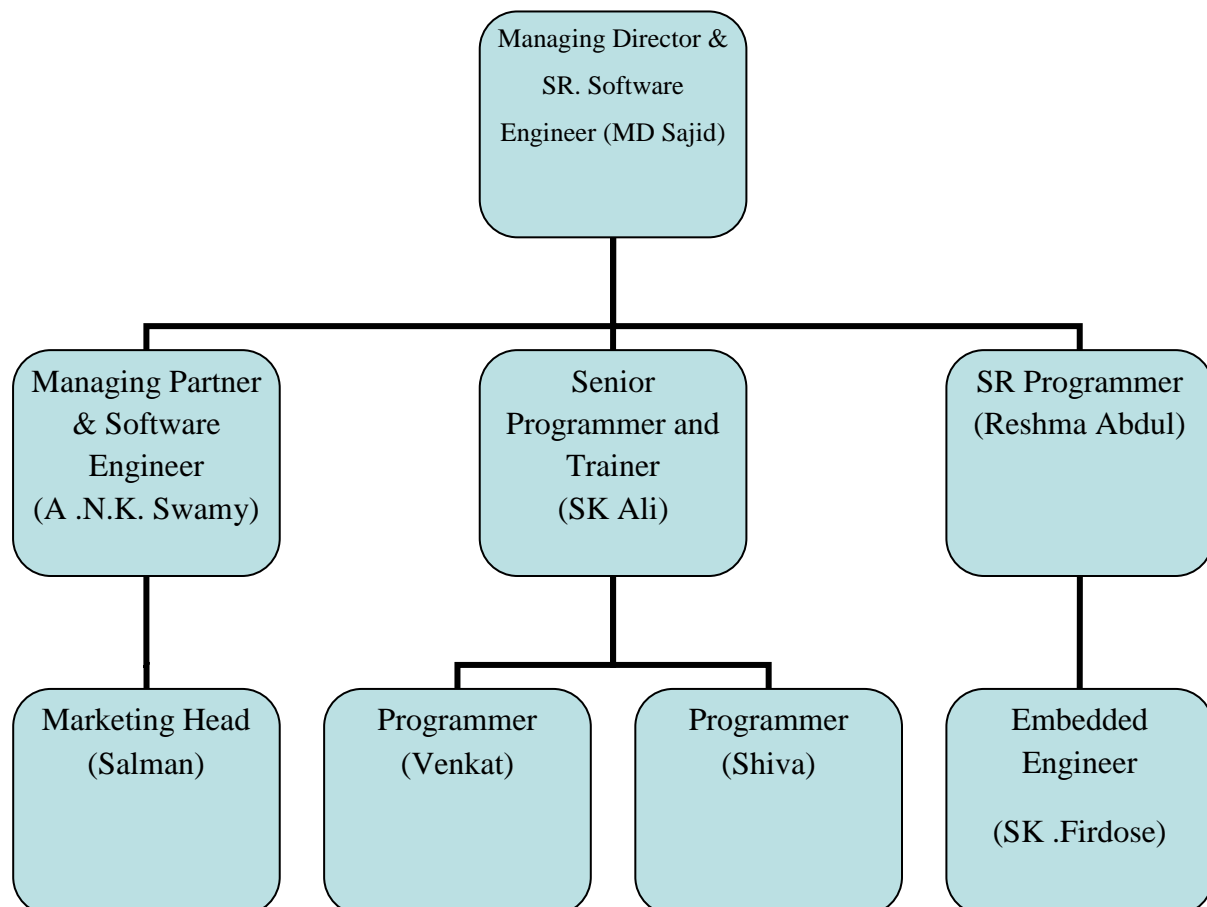 Managing Director &
SR. Software
Engineer (MD Sajid)
Managing Partner
& Software
Engineer
(A .N.K. Swamy)
Senior
Programmer and
Trainer
(SK Ali)
SR Programmer
(Reshma Abdul)
Marketing Head
(Salman)
Programmer
(Venkat)
Programmer
(Shiva)
Embedded
Engineer
(SK .Firdose)